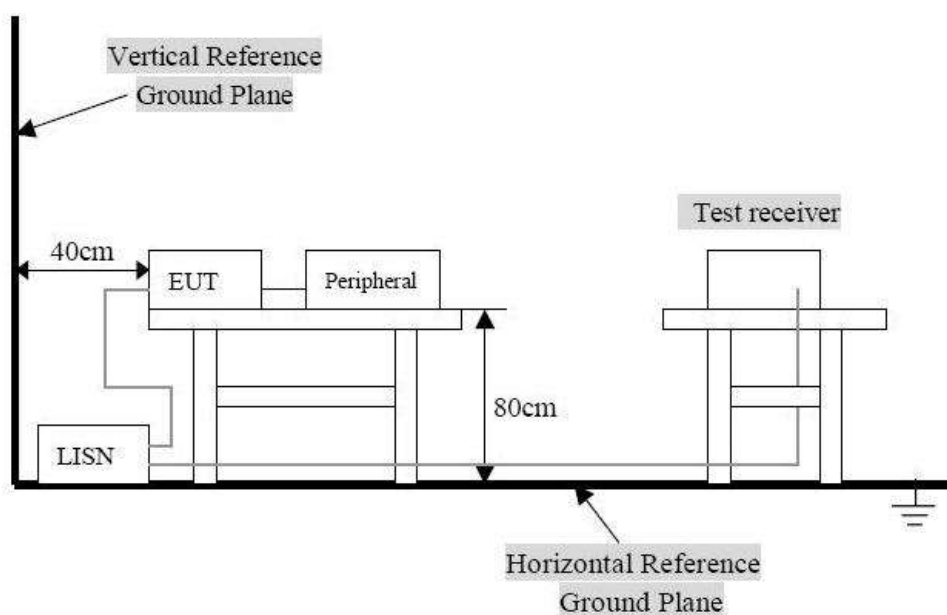 Vertical Reference
Ground Plane
Test receiver
40cm
EUT
Peripheral
80cm
LISN
Horizontal Reference
Ground Plane